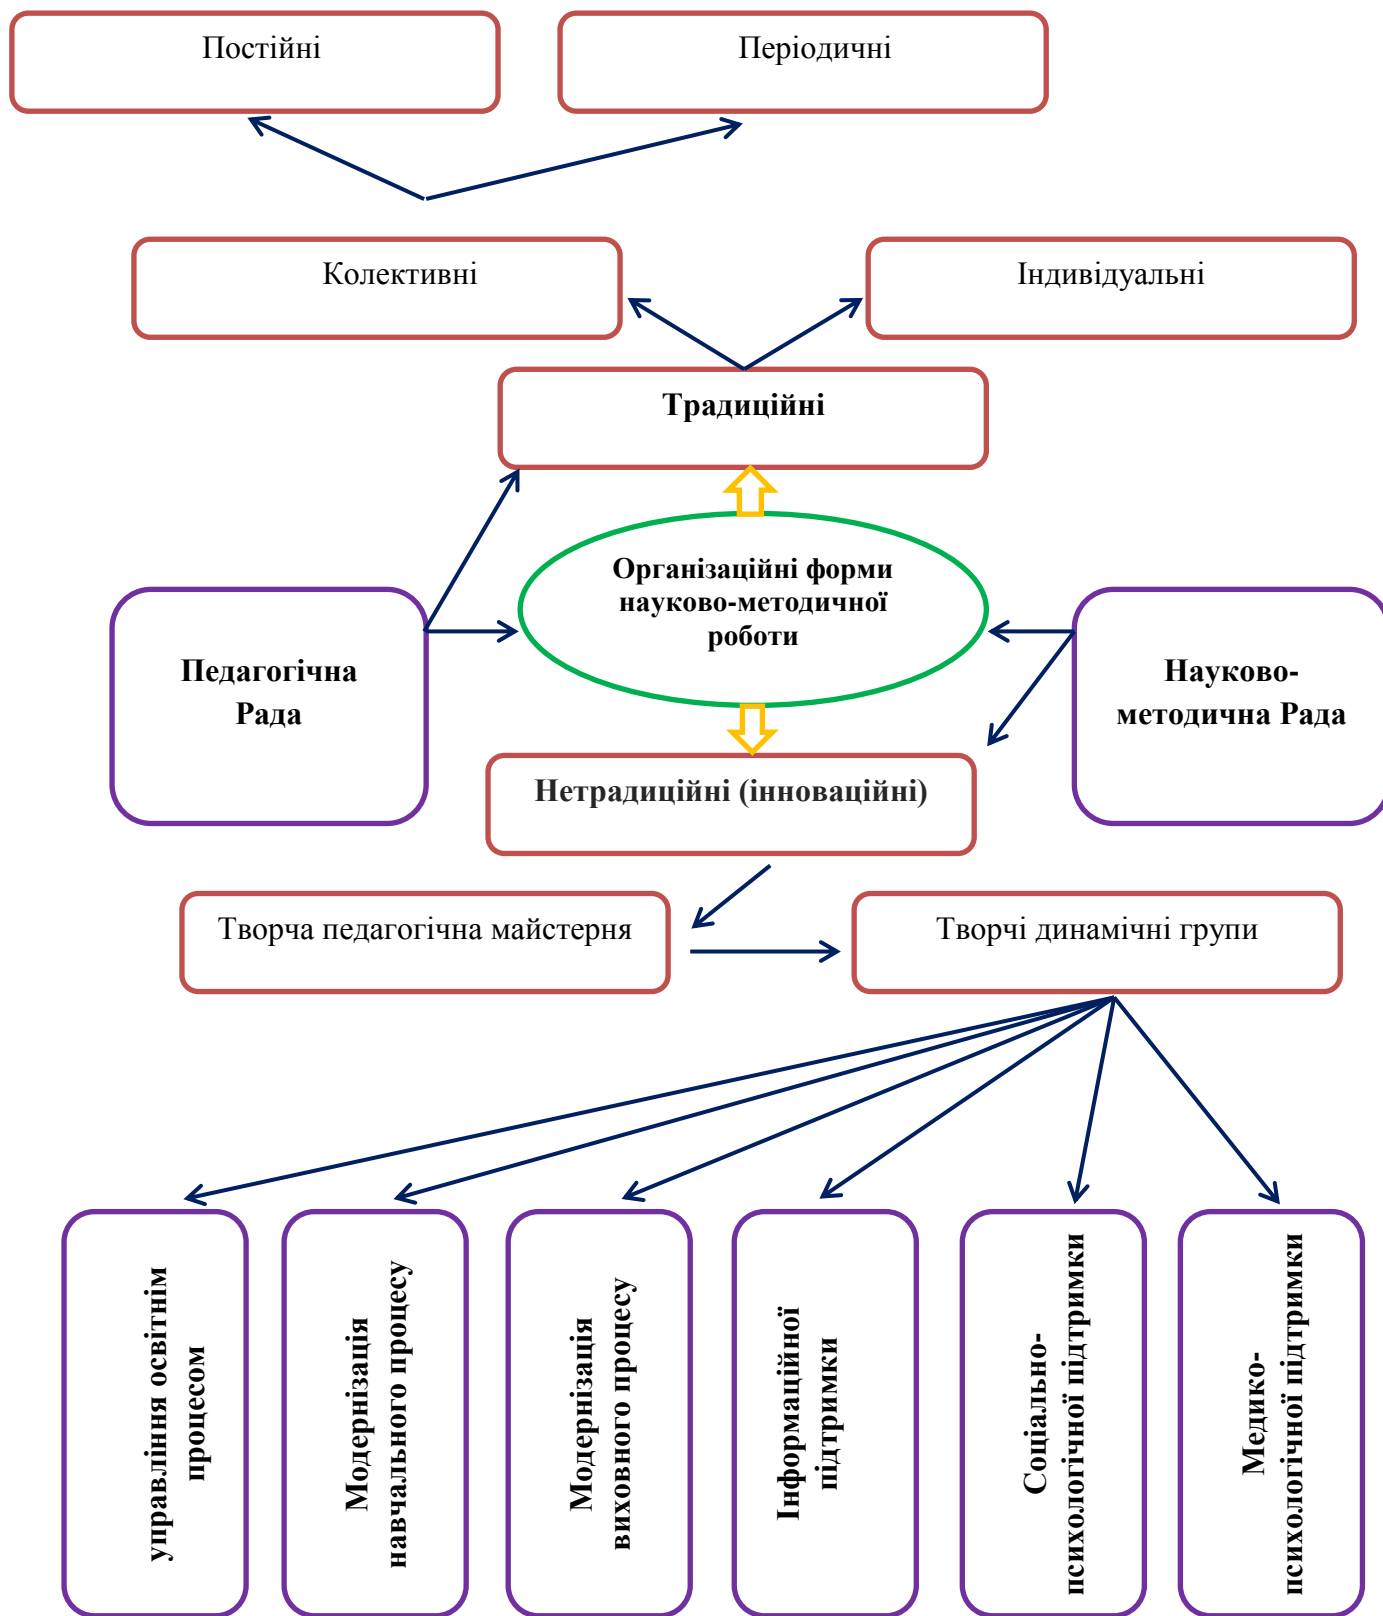 Постійні
Періодичні
Колективні
Індивідуальні
Традиційні
Організаційні форми
науково-методичної
роботи
Педагогічна
Рада
Науково-
методична Рада
Нетрадиційні (інноваційні)
Творча педагогічна майстерня
Творчі динамічні групи
управління освітнім
процесом
Модернізація
навчального процесу
Модернізація
виховного процесу
Інформаційної
підтримки
Соціально-
психологічної підтримки
Медико-
психологічної підтримки